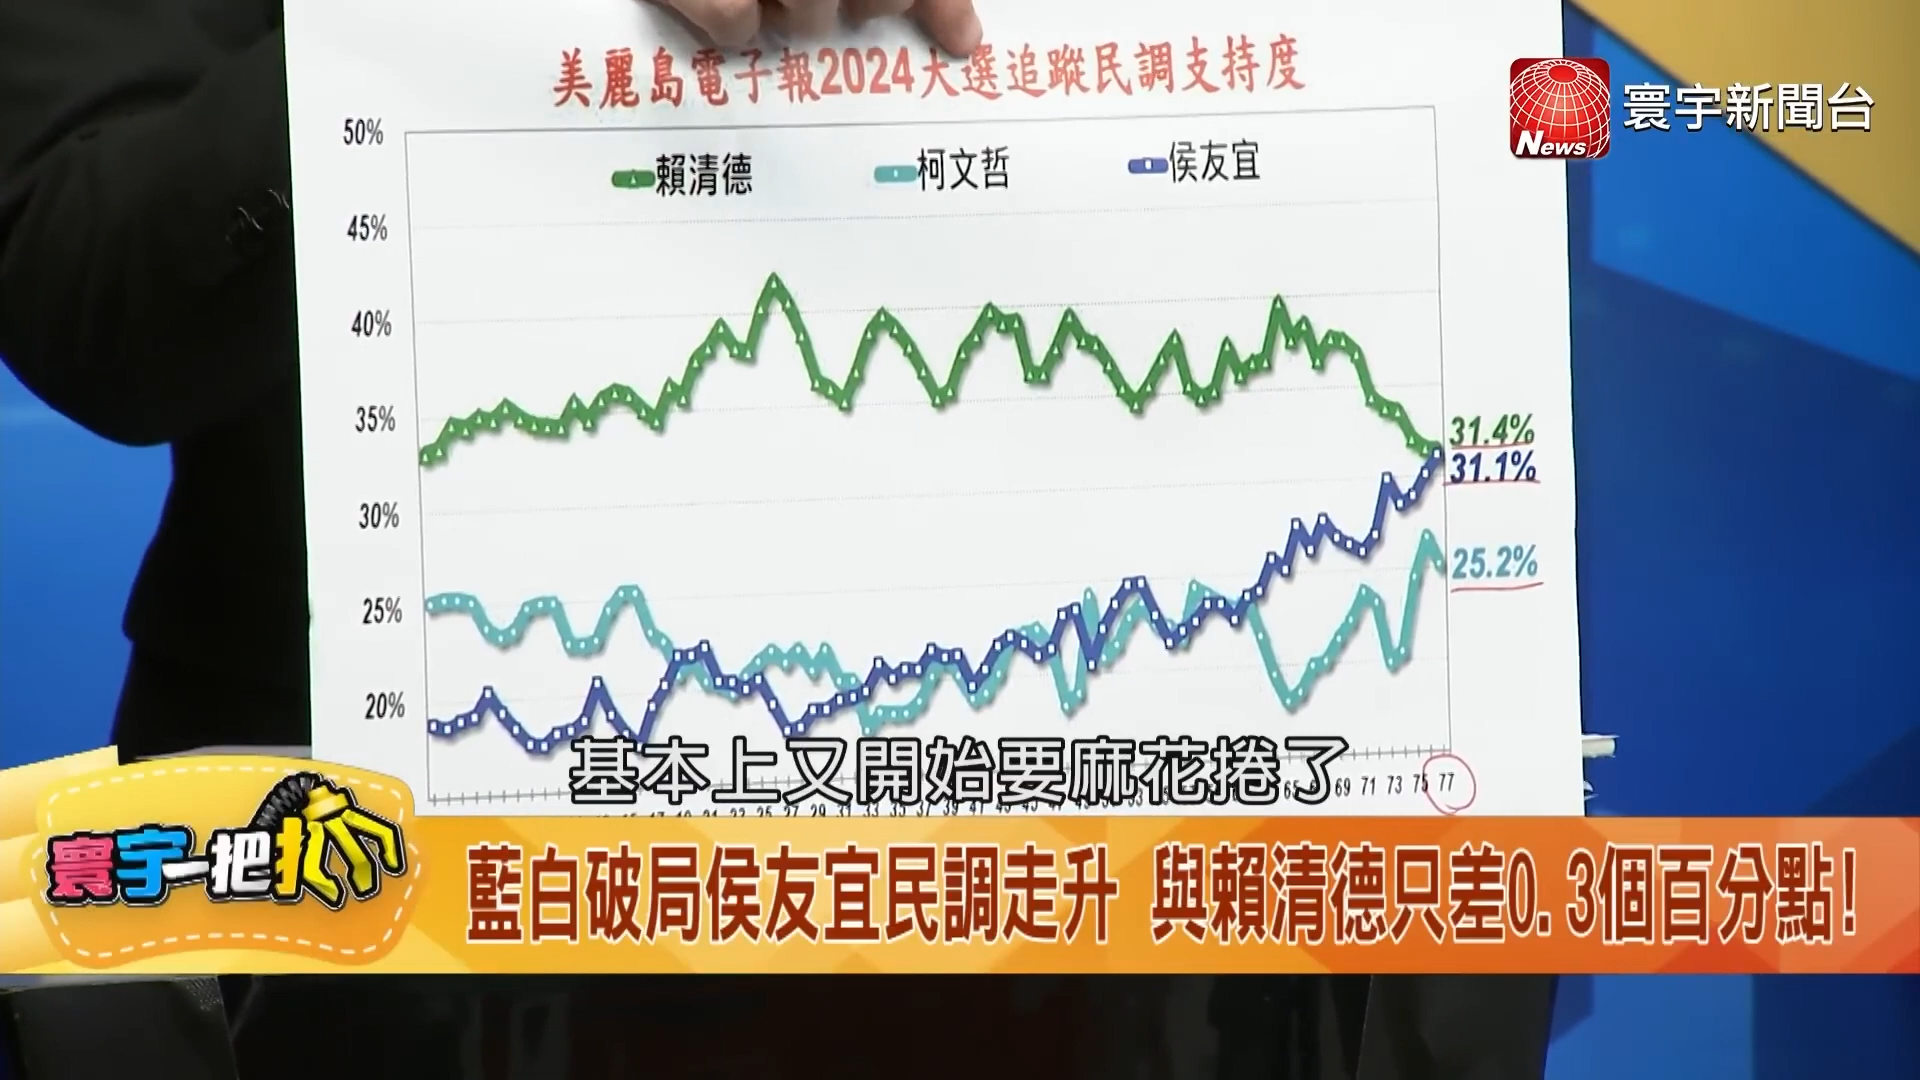 美麗島電子報2024大選追蹤民調支持度
寰宇新聞台
News
50%
賴清德
柯文哲
侯友宜
45%
40%
35%
31.4%
31.1%
30%
25.2%
25%
20%
基本上又開始要麻花捲了
69 71 73 75 77
寰宇一把抓
藍白破局侯友宜民調走升 與賴清德只差0.3個百分點!